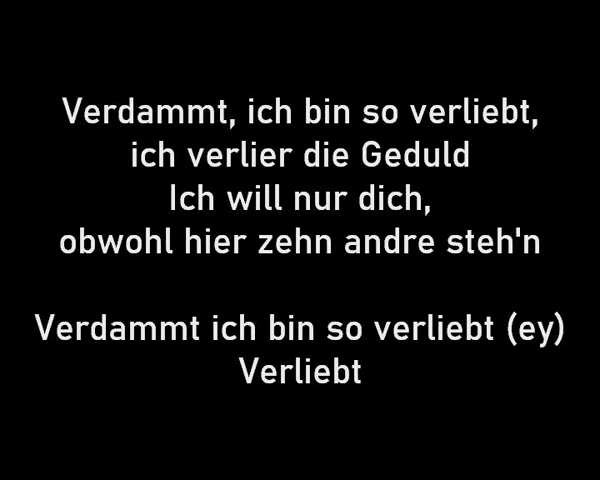 Verdammt, ich bin so verliebt,
ich verlier die Geduld
Ich will nur dich,
obwohl hier zehn andre steh'n
Verdammt ich bin so verliebt (ey)
Verliebt